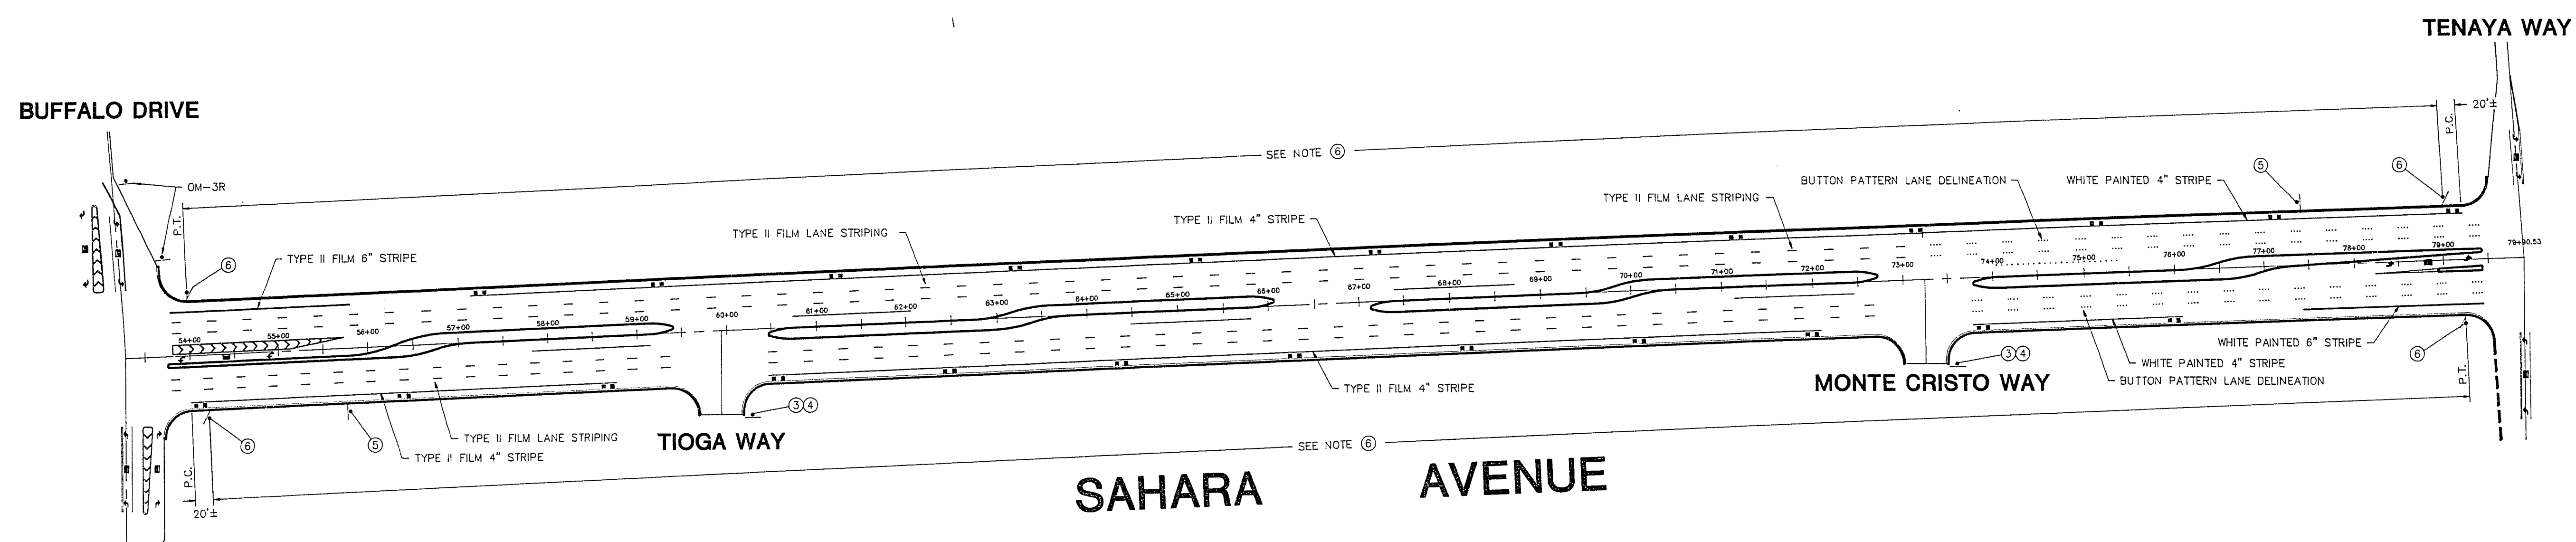 TENAYA WAY
BUFFALO DRIVE
20'±
P.C.
SEE NOTE 6
5
6
OM-3R
BUTTON PATTERN LANE DELINEATION
WHITE PAINTED 4" STRIPE
TYPE II FILM LANE STRIPING
P.T.
TYPE II FILM 4" STRIPE
TYPE II FILM LANE STRIPING
6
TYPE II FILM 6" STRIPE
54+00
55+00
56+00
57+00
58+00
59+00
60+00
61+00
62+00
63+00
64+00
65+00
66+00
67+00
68+00
69+00
70+00
71+00
72+00
73+00
74+00
75+00
76+00
77+00
78+00
79+00
79+90.53
WHITE PAINTED 6" STRIPE
6
3 4
WHITE PAINTED 4" STRIPE
BUTTON PATTERN LANE DELINEATION
MONTE CRISTO WAY
P.T.
TYPE II FILM 4" STRIPE
3 4
6
5
TYPE II FILM LANE STRIPING
TYPE II FILM 4" STRIPE
TIOGA WAY
SEE NOTE 6
P.C.
20'±
SAHARA AVENUE